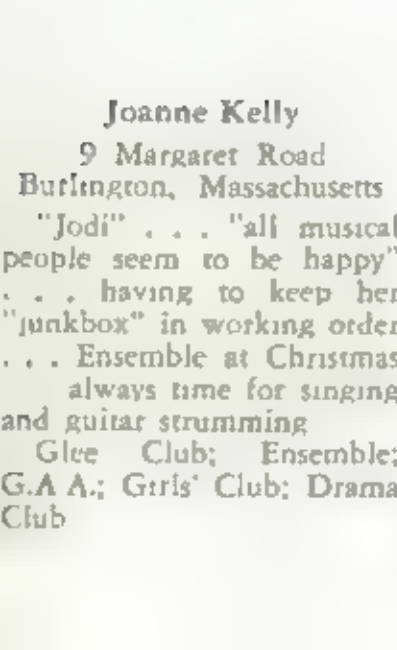 Joanne Kelly
9 Margaret Road
Burlington, Massachusetts
"Jodi" . . . "all musical
people seem to be happy"
. . . having to keep her
"junkbox" in working order
. . . Ensemble at Christmas
always time for singing
and guitar strumming
Glee Club; Ensemble;
G.A A.; Girls' Club; Drama
Club